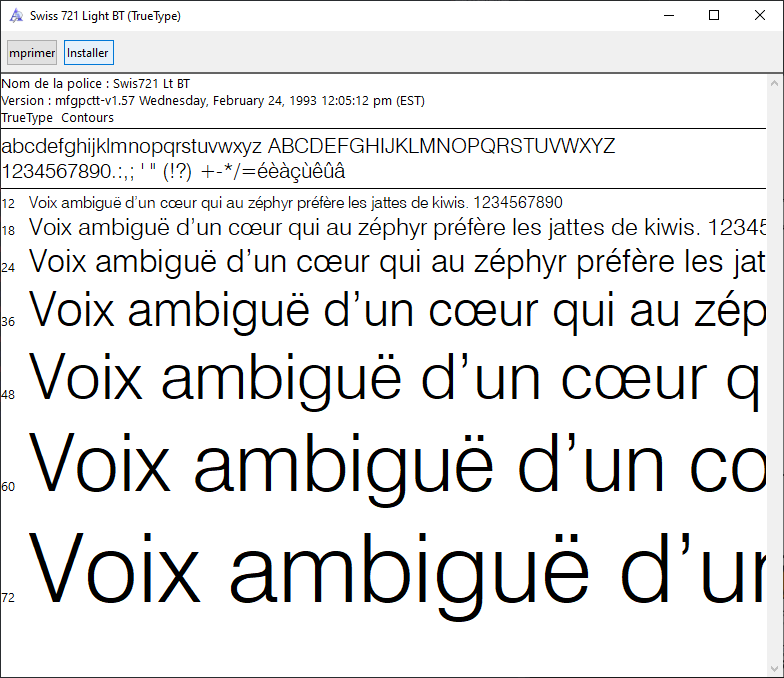 Swiss 721 Light BT (TrueType)
mprimer Installer
Nom de la police : Swis721 Lt BT
Version : mfgpctt-v1.57 Wednesday, February 24, 1993 12:05:12 pm (EST)
TrueType Contours
abcdefghijklmnopqrstuvwxyz ABCDEFGHIJKLMNOPQRSTUVWXYZ
1234567890.:,; ' " (!?) +-*/=éèàçùêûâ
12 Voix ambiguë d’un cœur qui au zéphyr préfère les jattes de kiwis. 1234567890
18 Voix ambiguë d’un cœur qui au zéphyr préfère les jattes de kiwis. 12345
24 Voix ambiguë d’un cœur qui au zéphyr préfère les jat
36 Voix ambiguë d’un cœur qui au zép
48 Voix ambiguë d’un cœur q
60 Voix ambiguë d’un co
72 Voix ambiguë d’un